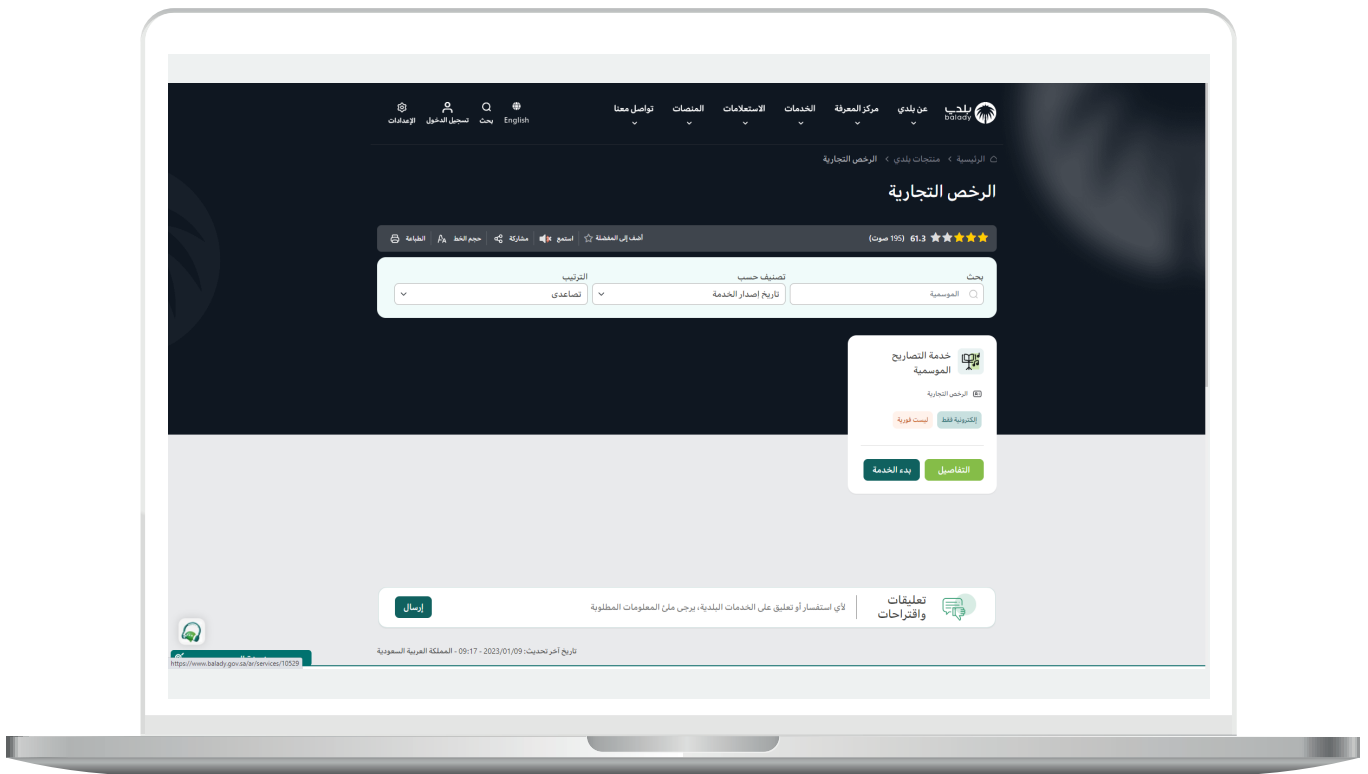 بلدي
balady
عن بلدي
مركز المعرفة
الخدمات
الاستعلامات
المنصات
تواصل معنا
English
بحث
تسجيل الدخول
الإعدادات
الرئيسية › منتجات بلدي › الرخص التجارية
الرخص التجارية
61.3 (195 صوت)
أضف إلى المفضلة
استمع
مشاركة
حجم الخط
الطباعة
بحث
تصنيف حسب
الترتيب
الموسمية
تاريخ إصدار الخدمة
تصاعدى
خدمة التصاريح
الموسمية
الرخص التجارية
إلكترونية فقط
ليست فورية
التفاصيل
بدء الخدمة
تعليقات
واقتراحات
لأي استفسار أو تعليق على الخدمات البلدية، يرجى ملئ المعلومات المطلوبة
إرسال
تاريخ آخر تحديث: 2023/01/09 - 09:17 - المملكة العربية السعودية
https://www.balady.gov.sa/ar/services/10529